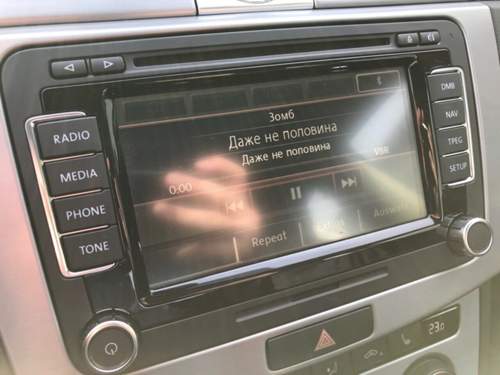 RADIO
MEDIA
PHONE
TONE
Зомб
Даже не половина
Даже не половина
0:00
Repeat
DMB
NAV
TPEG
SETUP
23.0